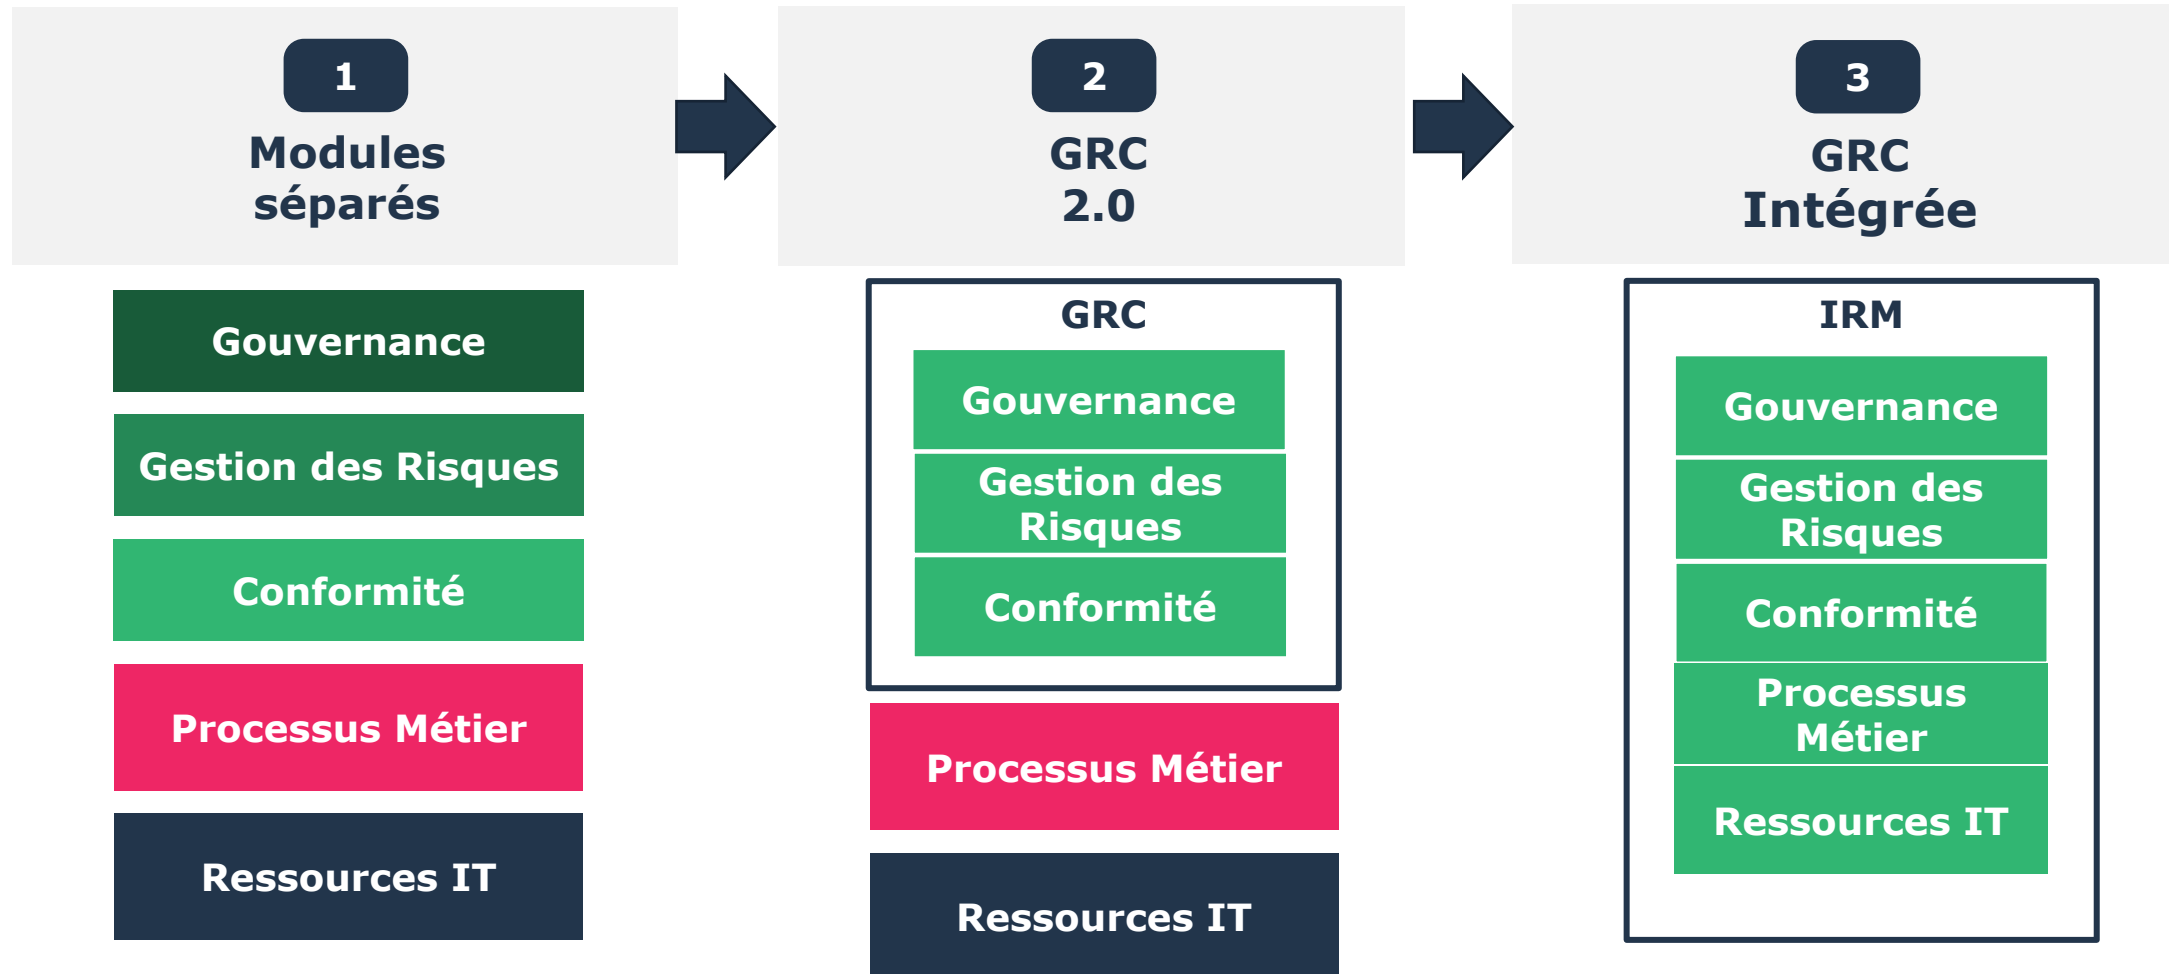 1
Modules
séparés
Gouvernance
Gestion des Risques
Conformité
Processus Métier
Ressources IT
2
GRC
2.0
GRC
Gouvernance
Gestion des
Risques
Conformité
Processus Métier
Ressources IT
3
GRC
Intégrée
IRM
Gouvernance
Gestion des
Risques
Conformité
Processus
Métier
Ressources IT